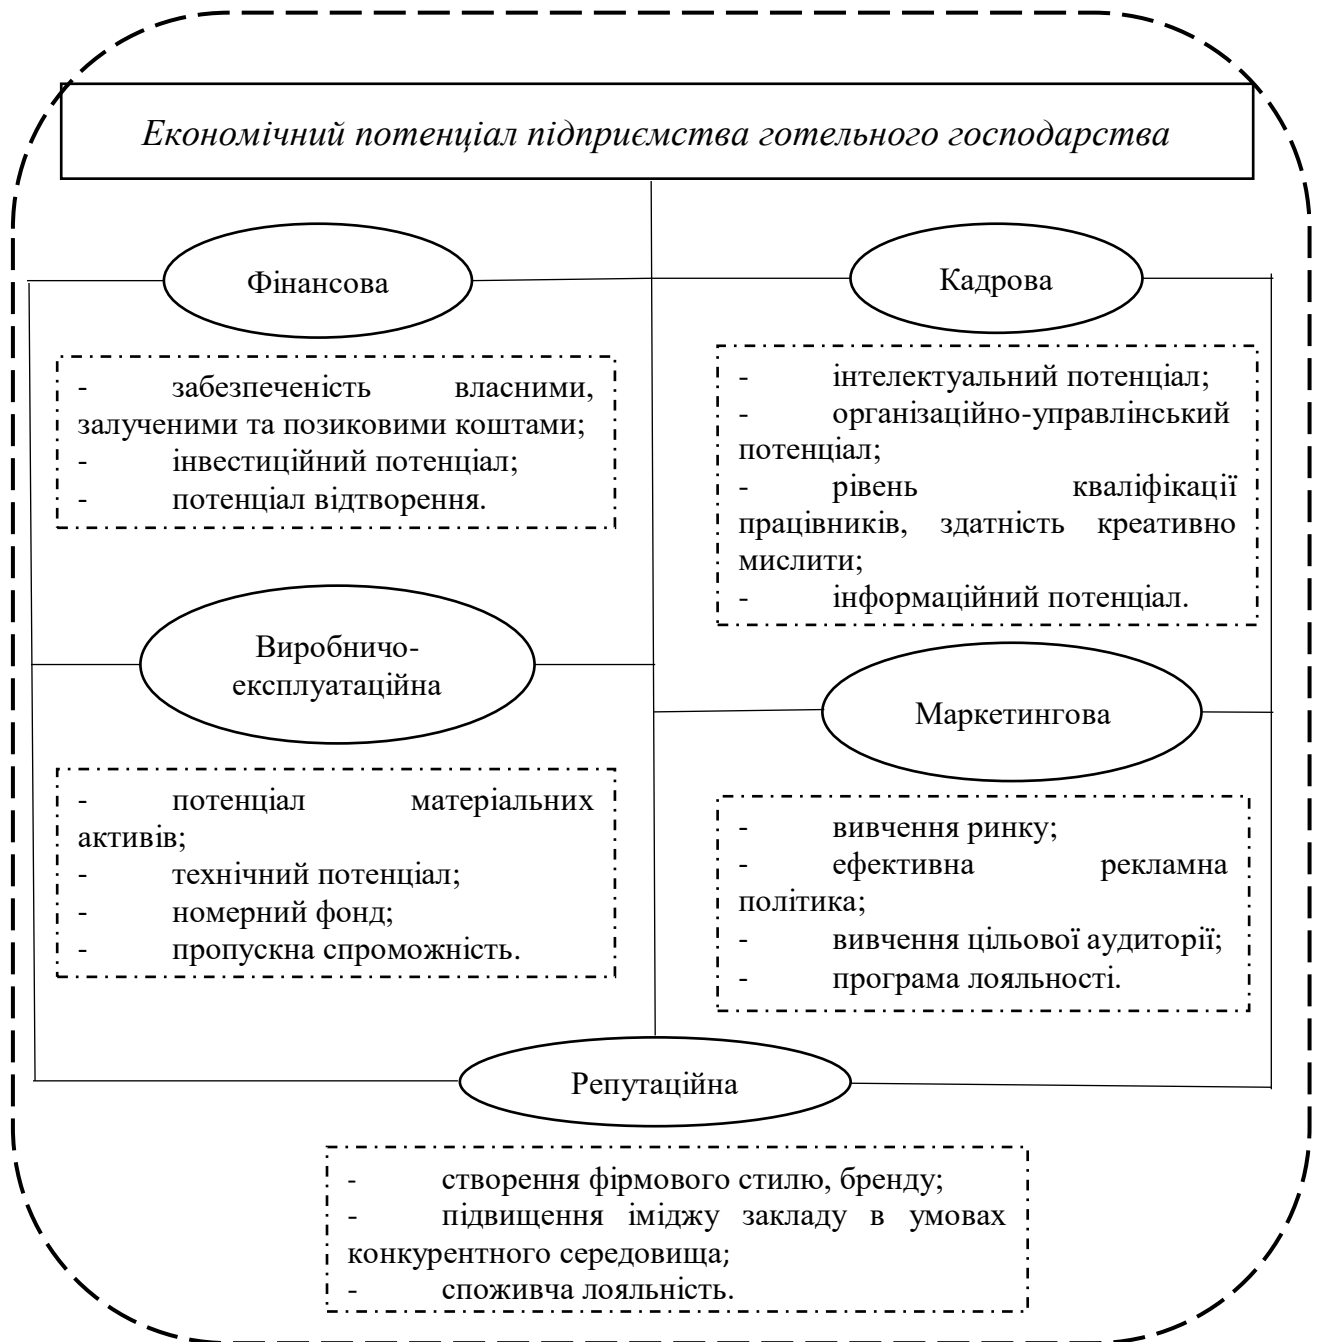 Економічний потенціал підприємства готельного господарства
Фінансова
- забезпеченість власними,
залученими та позиковими коштами;
- інвестиційний потенціал;
- потенціал відтворення.
Кадрова
- інтелектуальний потенціал;
- організаційно-управлінський
потенціал;
- рівень кваліфікації
працівників, здатність креативно
мислити;
- інформаційний потенціал.
Виробничо-
експлуатаційна
- потенціал матеріальних
активів;
- технічний потенціал;
- номерний фонд;
- пропускна спроможність.
Маркетингова
- вивчення ринку;
- ефективна рекламна
політика;
- вивчення цільової аудиторії;
- програма лояльності.
Репутаційна
- створення фірмового стилю, бренду;
- підвищення іміджу закладу в умовах
конкурентного середовища;
- споживча лояльність.